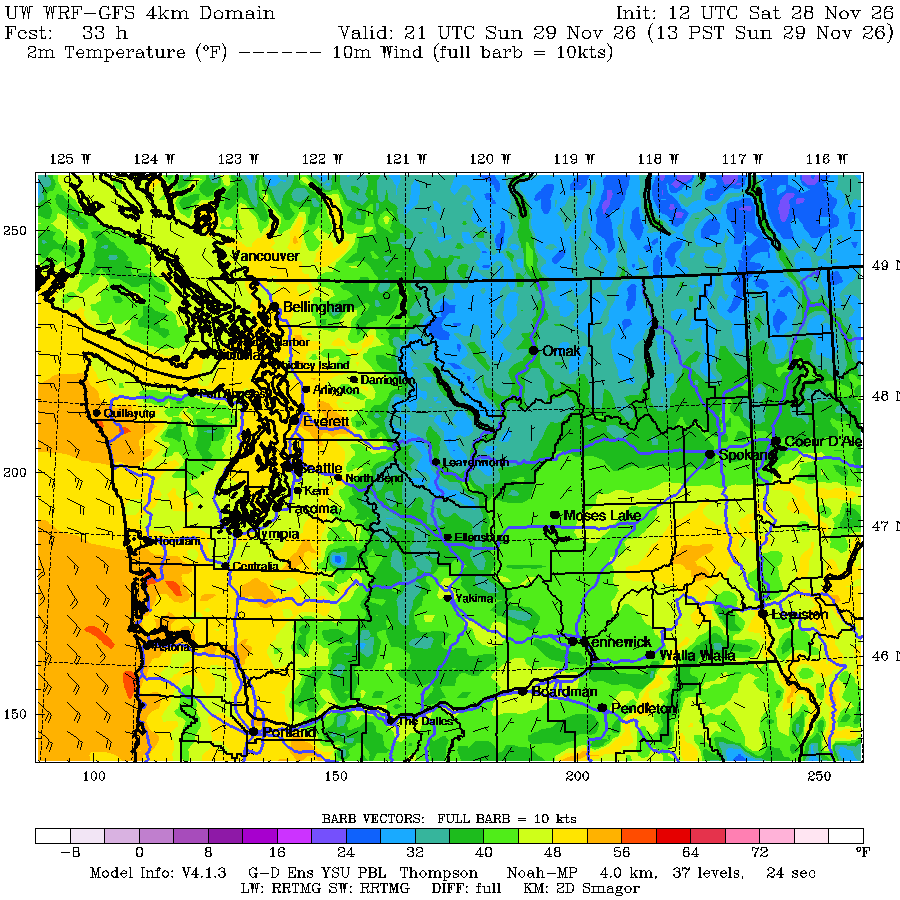 UW WRF-GFS 4km Domain Init: 12 UTC Sat 28 Nov 26
Fcst: 33 h Valid: 21 UTC Sun 29 Nov 26 (13 PST Sun 29 Nov 26)
2m Temperature (°F) ------ 10m Wind (full barb = 10kts)
125 W 124 W 123 W 122 W 121 W 120 W 119 W 118 W 117 W 116 W
250
Vancouver
49 N
Bellingham
Harbor
Omak
Whidbey Island
Darrington
Arlington
48 N
Quillayute
Everett
Coeur D'Ale
Spokane
Leavenworth
200
Seattle
North Bend
Kent
Tacoma
Moses Lake
47 N
Olympia
Hoquiam
Ellensburg
Centralia
Yakima
Lewiston
Kennewick
Astoria
Walla Walla
46 N
Boardman
Pendleton
150
The Dalles
Portland
100 150 200 250
BARB VECTORS: FULL BARB = 10 kts
-8 0 8 16 24 32 40 48 56 64 72 °F
Model Info: V4.1.3 G-D Ens YSU PBL Thompson Noah-MP 4.0 km, 37 levels, 24 sec
LW: RRTMG SW: RRTMG DIFF: full KM: 2D Smagor